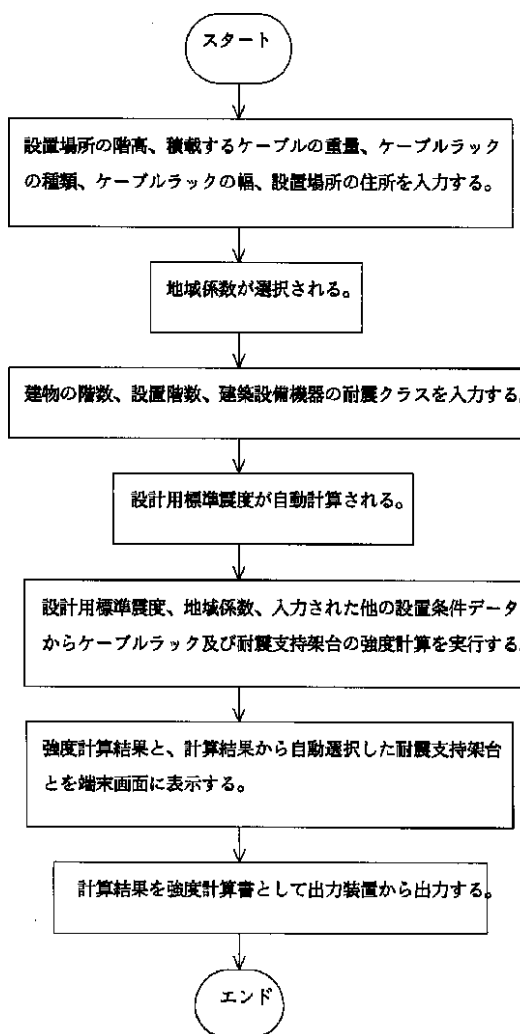 スタート
設置場所の階高、積載するケーブルの重量、ケーブルラック
の種類、ケーブルラックの幅、設置場所の住所を入力する。
地域係数が選択される。
建物の階数、設置階数、建築設備機器の耐震クラスを入力する。
設計用標準震度が自動計算される。
設計用標準震度、地域係数、入力された他の設置条件データ
からケーブルラック及び耐震支持架台の強度計算を実行する。
強度計算結果と、計算結果から自動選択した耐震支持架台
とを端末画面に表示する。
計算結果を強度計算書として出力装置から出力する。
エンド